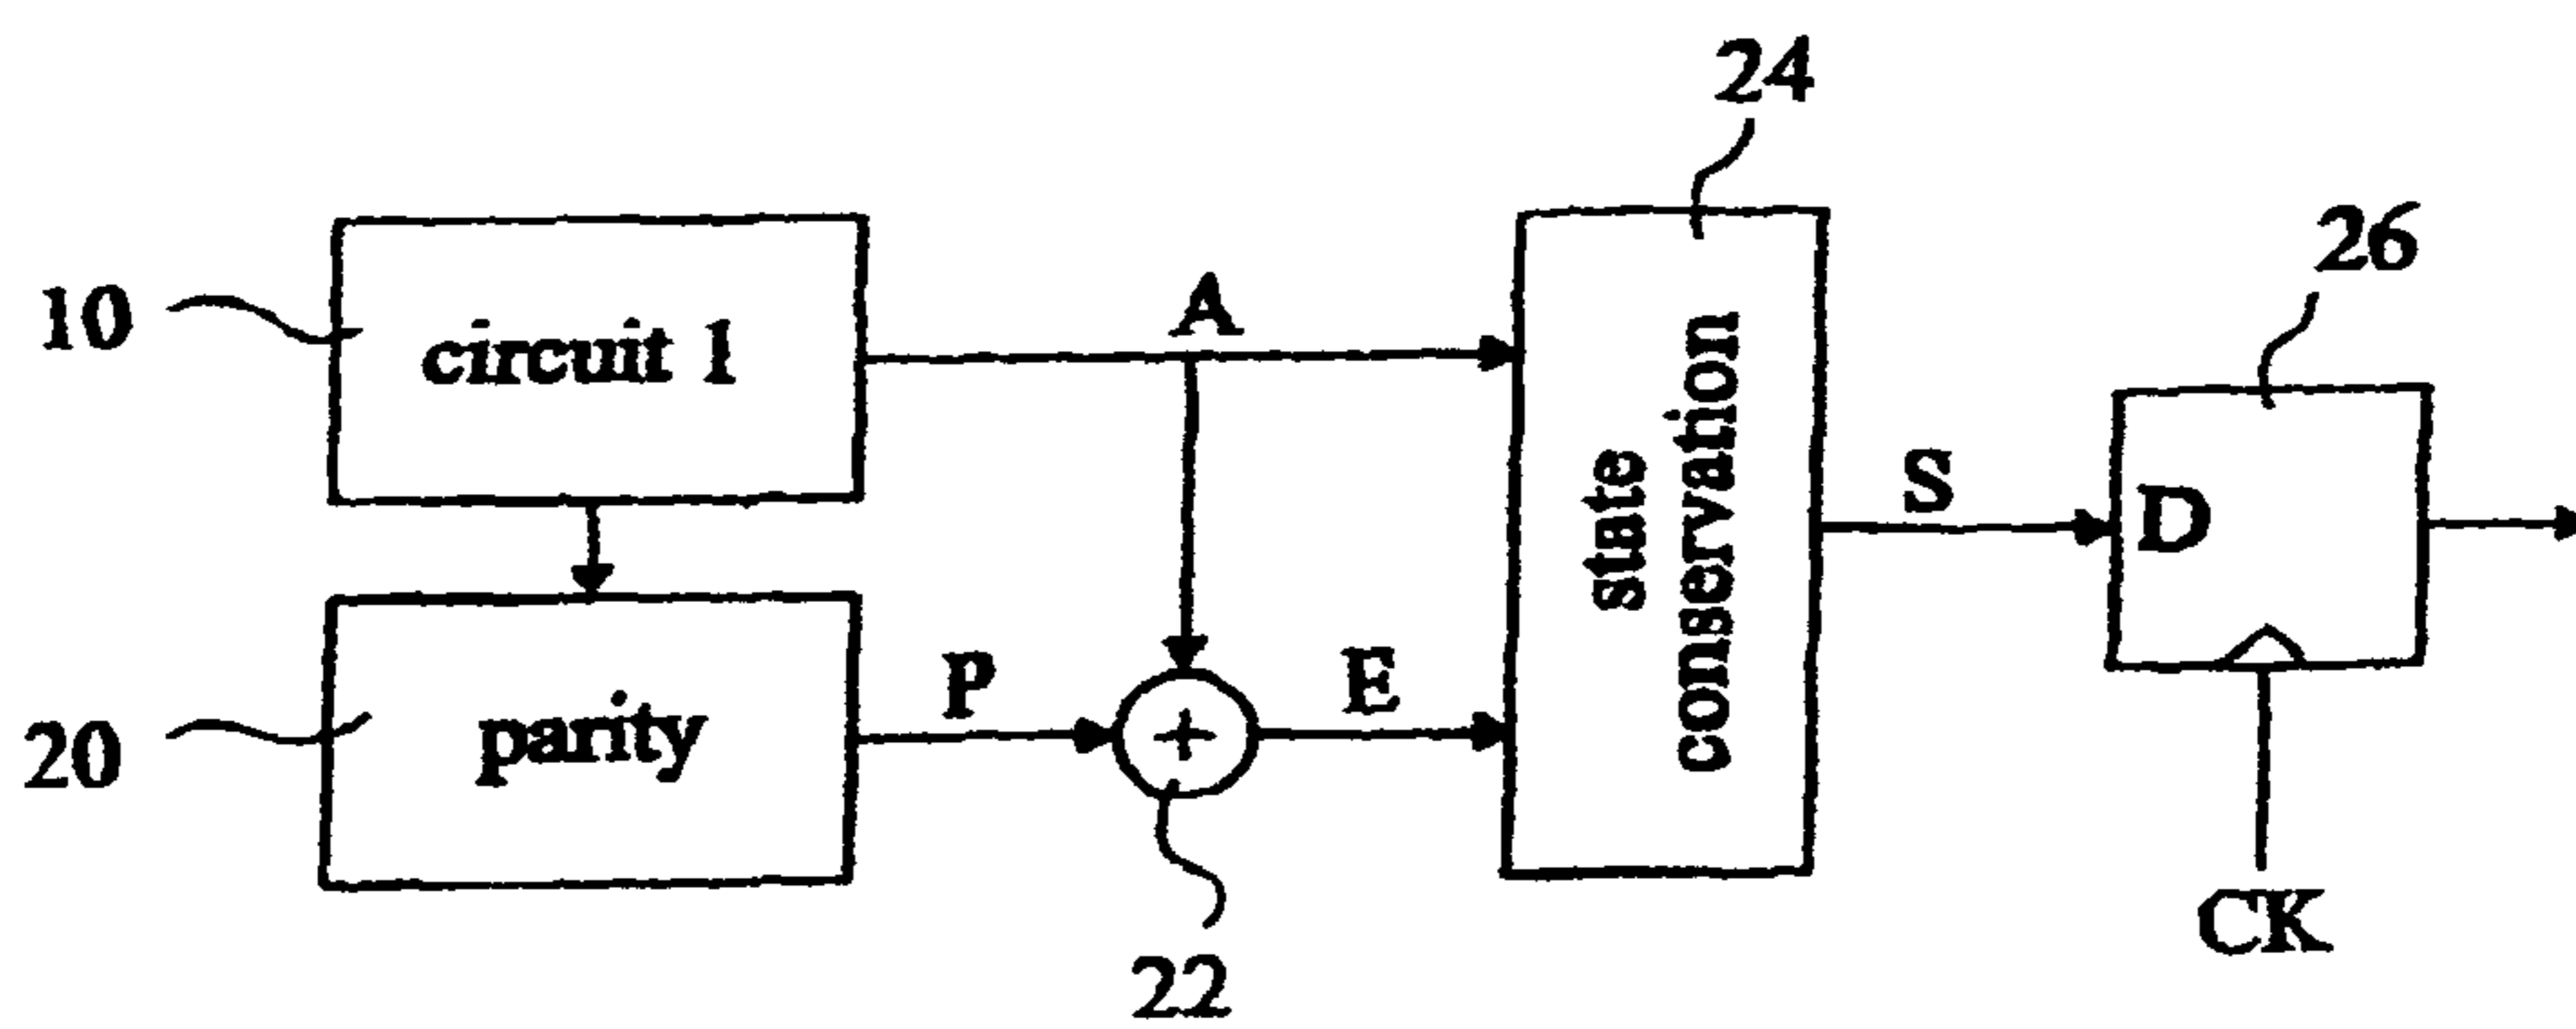 24
26
10
circuit 1
A
state
conservation
S
D
20
parity
P
+
E
22
CK